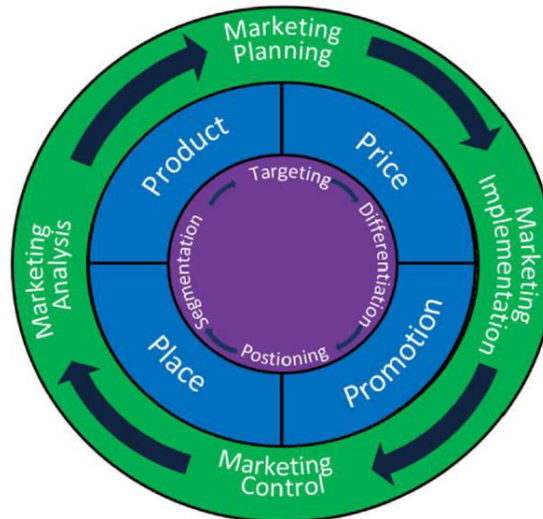 Marketing
Planning
Product
Price
Targeting
Marketing
Analysis
Segmentation
Differentiation
Marketing
Implementation
Postioning
Place
Promotion
Marketing
Control